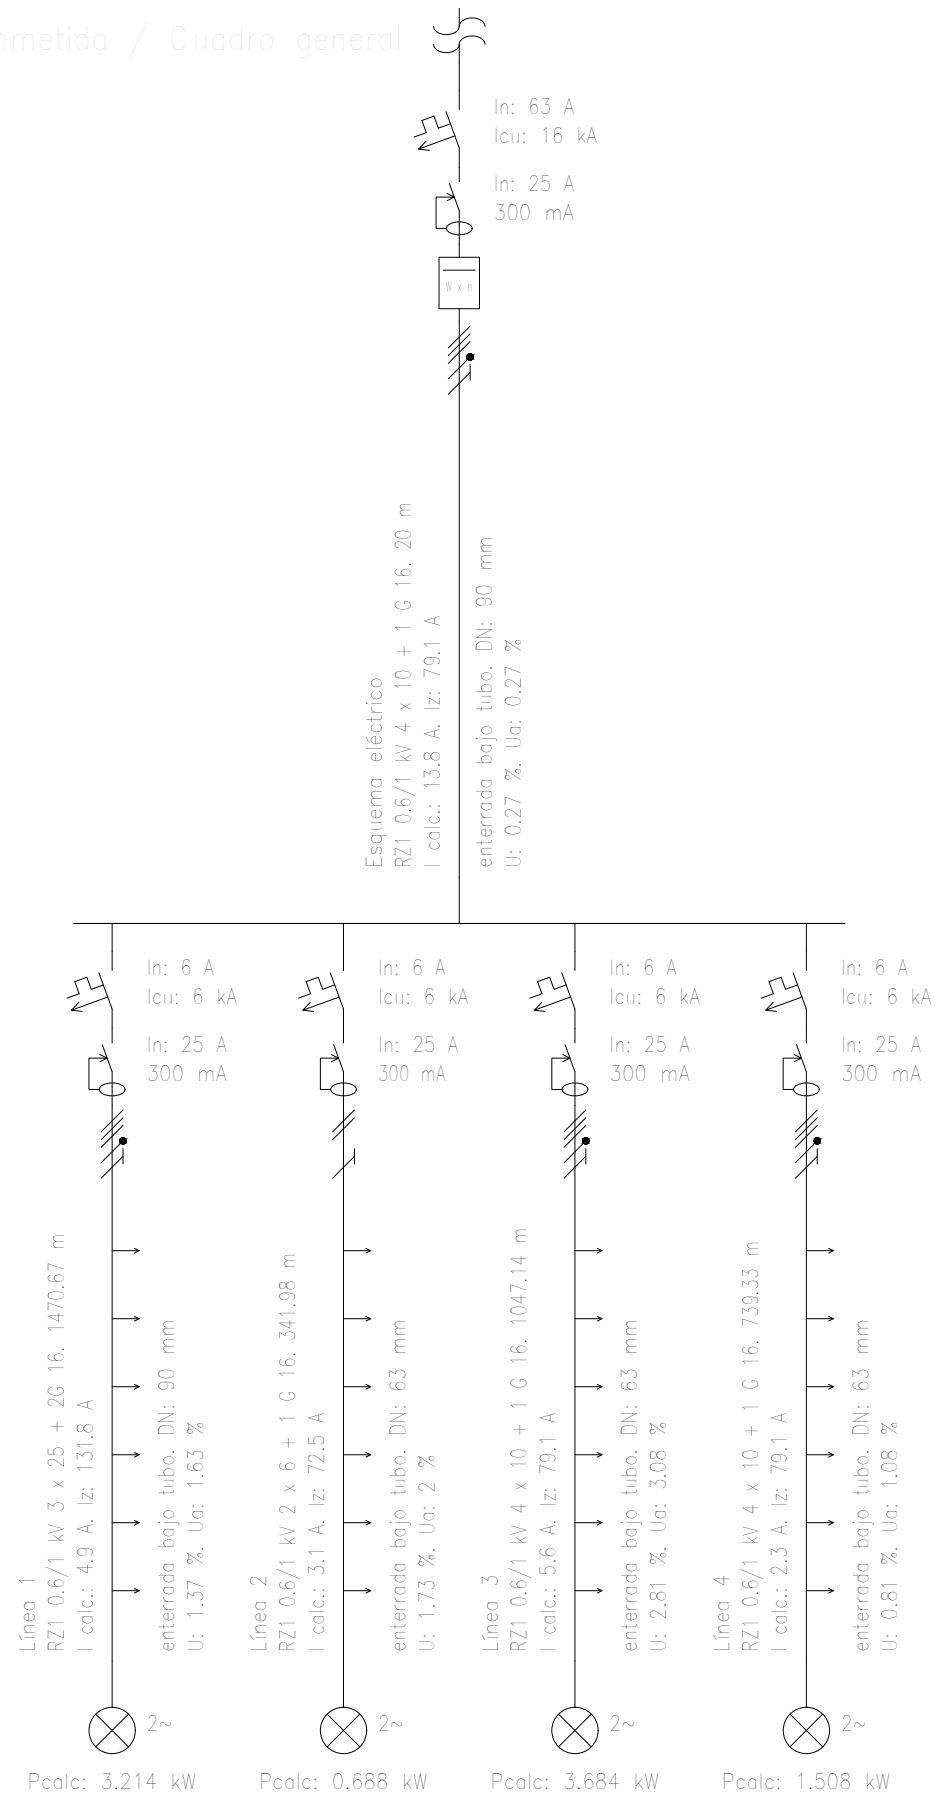 ometida / Cuadro general
In: 63 A
Icu: 16 kA
In: 25 A
300 mA
W x h
Esquema eléctrico
RZ1 0.6/1 kV 4 x 10 + 1 G 16. 20 m
I calc.: 13.8 A. Iz: 79.1 A
enterrada bajo tubo. DN: 90 mm
U: 0.27 %. Ua: 0.27 %
In: 6 A
Icu: 6 kA
In: 25 A
300 mA
Línea 1
RZ1 0.6/1 kV 3 x 25 + 2G 16. 1470.67 m
I calc.: 4.9 A. Iz: 131.8 A
enterrada bajo tubo. DN: 90 mm
U: 1.37 %. Ua: 1.63 %
2~
Pcalc: 3.214 kW
In: 6 A
Icu: 6 kA
In: 25 A
300 mA
Línea 2
RZ1 0.6/1 kV 2 x 6 + 1 G 16. 341.98 m
I calc.: 3.1 A. Iz: 72.5 A
enterrada bajo tubo. DN: 63 mm
U: 1.73 %. Ua: 2 %
2~
Pcalc: 0.688 kW
In: 6 A
Icu: 6 kA
In: 25 A
300 mA
Línea 3
RZ1 0.6/1 kV 4 x 10 + 1 G 16. 1047.14 m
I calc.: 5.6 A. Iz: 79.1 A
enterrada bajo tubo. DN: 63 mm
U: 2.81 %. Ua: 3.08 %
2~
Pcalc: 3.684 kW
In: 6 A
Icu: 6 kA
In: 25 A
300 mA
Línea 4
RZ1 0.6/1 kV 4 x 10 + 1 G 16. 739.33 m
I calc.: 2.3 A. Iz: 79.1 A
enterrada bajo tubo. DN: 63 mm
U: 0.81 %. Ua: 1.08 %
2~
Pcalc: 1.508 kW